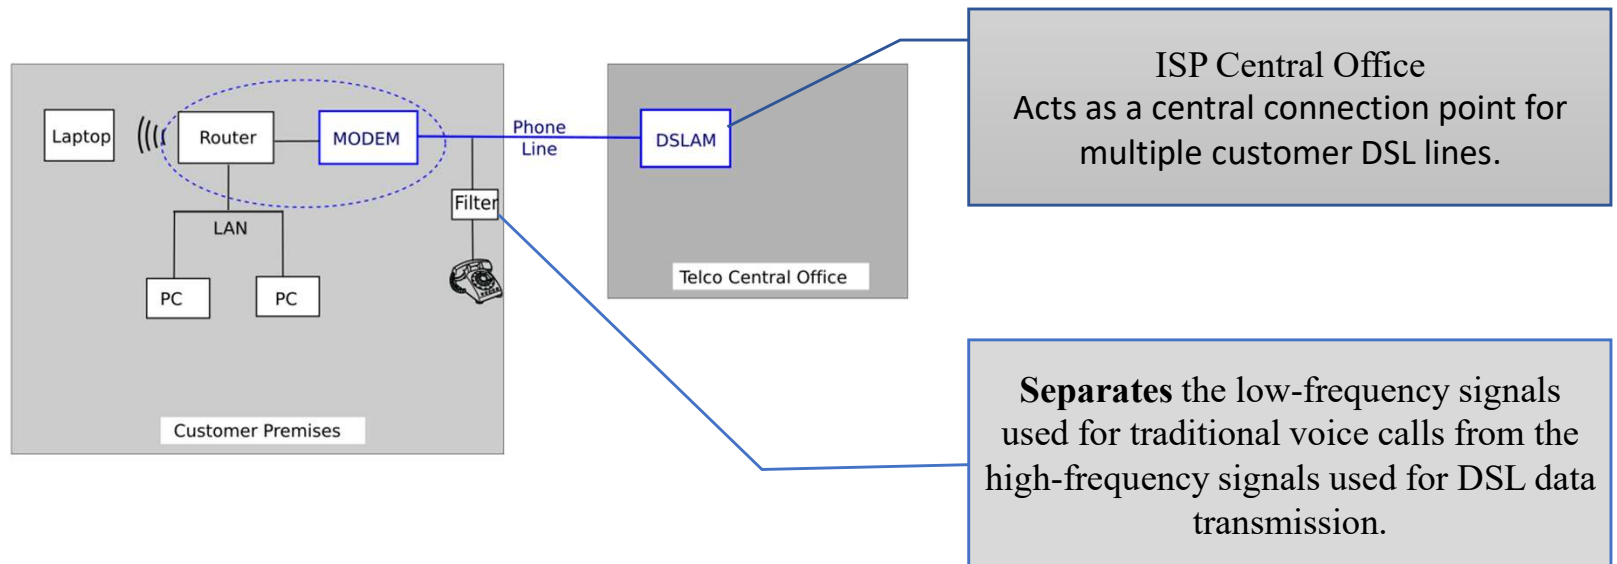 Laptop
Router
MODEM
Phone
Line
DSLAM
Filter
LAN
PC
PC
Telco Central Office
Customer Premises
ISP Central Office
Acts as a central connection point for
multiple customer DSL lines.
Separates the low-frequency signals
used for traditional voice calls from the
high-frequency signals used for DSL data
transmission.